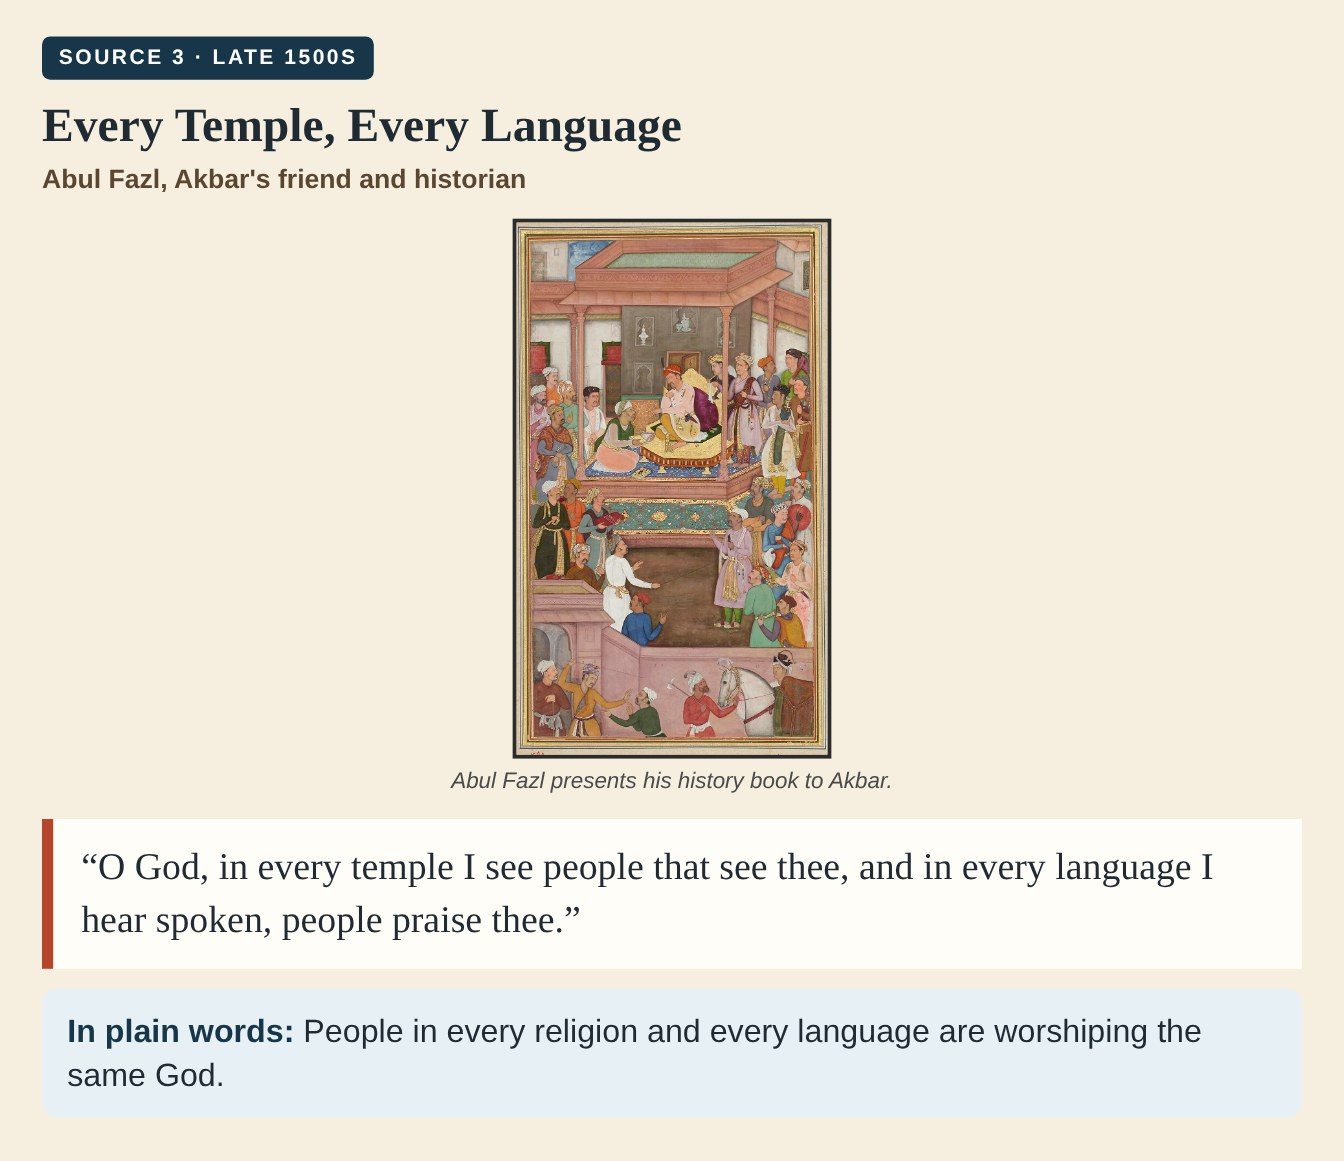 SOURCE 3 · LATE 1500S
Every Temple, Every Language
Abul Fazl, Akbar's friend and historian
Abul Fazl presents his history book to Akbar.
“O God, in every temple I see people that see thee, and in every language I
hear spoken, people praise thee.”
In plain words: People in every religion and every language are worshiping the
same God.